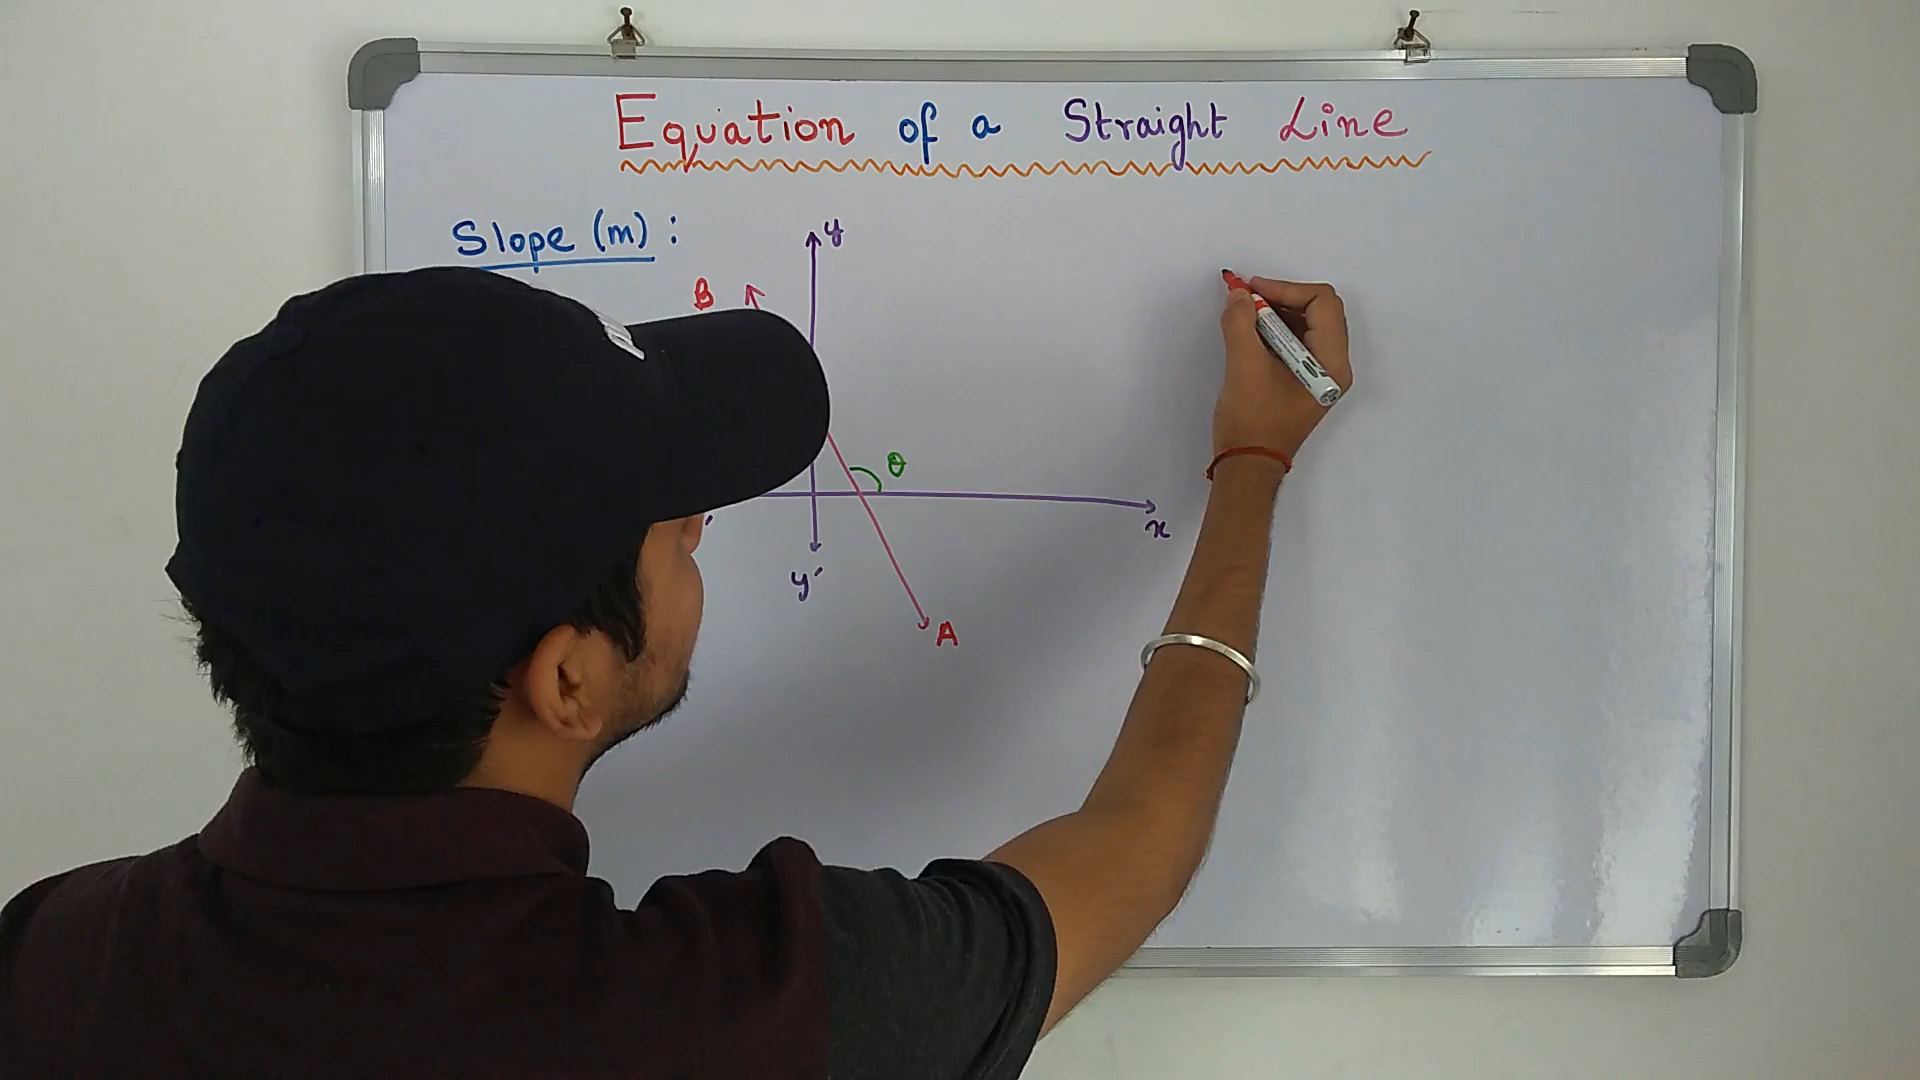 Equation of a Straight Line
Slope (m) :
y
B
θ
x
y′
A